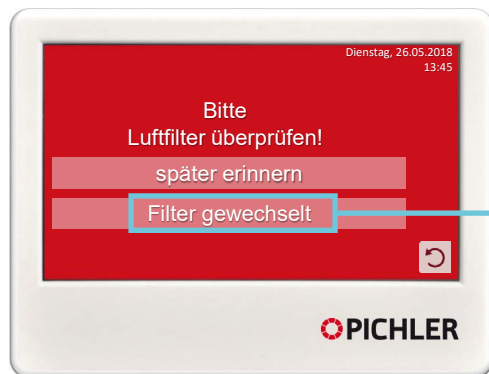 Dienstag, 26.05.2018
13:45
Bitte
Luftfilter überprüfen!
später erinnern
Filter gewechselt
PICHLER